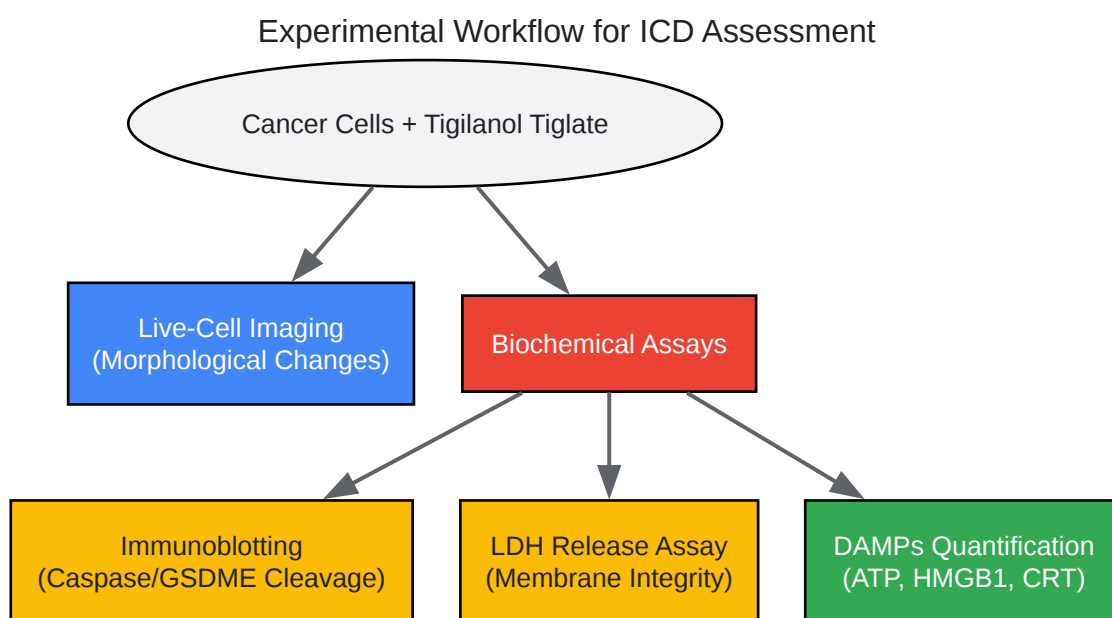 Experimental Workflow for ICD Assessment
Cancer Cells + Tigilanol Tiglate
Live-Cell Imaging
(Morphological Changes)
Biochemical Assays
Immunoblotting
(Caspase/GSDME Cleavage)
LDH Release Assay
(Membrane Integrity)
DAMPs Quantification
(ATP, HMGB1, CRT)